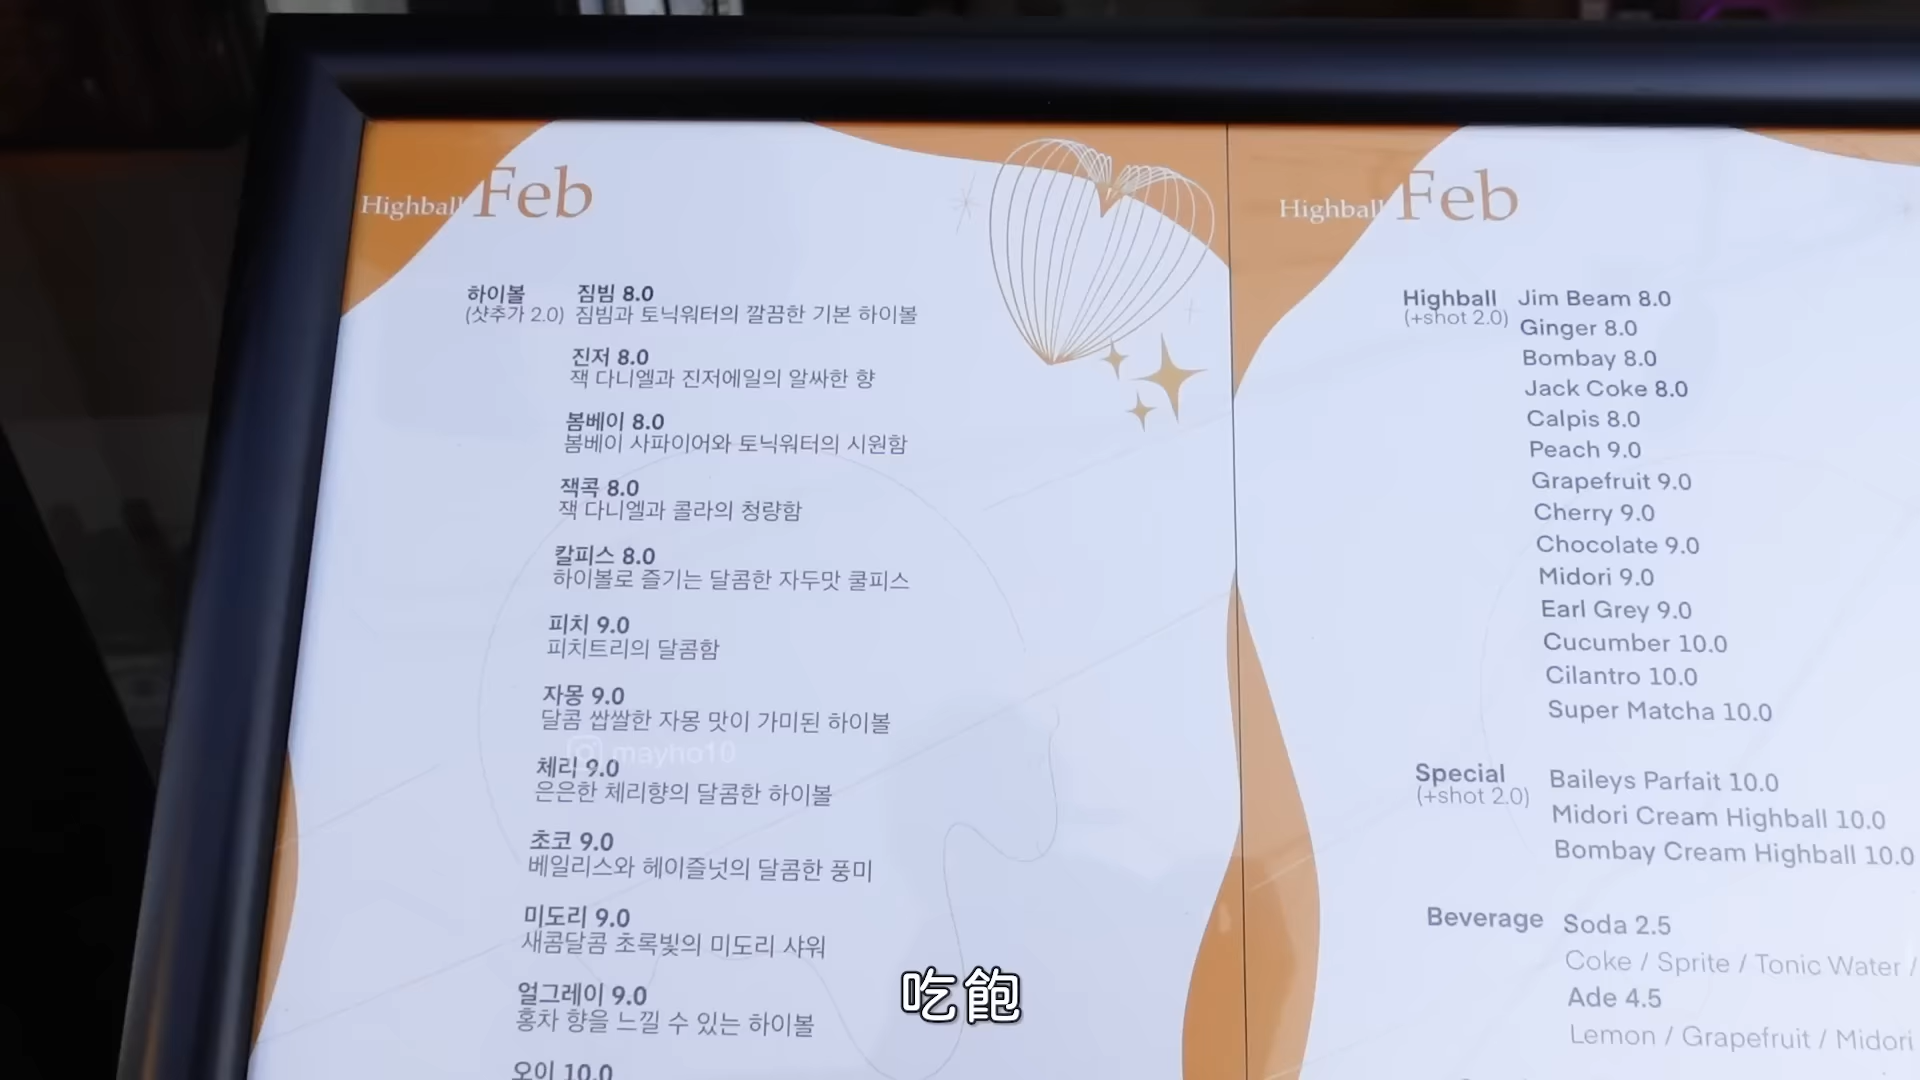 Highball Feb
하이볼
(샷추가 2.0)
짐빔 8.0
짐빔과 토닉워터의 깔끔한 기본 하이볼
진저 8.0
잭 다니엘과 진저에일의 알싸한 향
봄베이 8.0
봄베이 사파이어와 토닉워터의 시원함
잭콕 8.0
잭 다니엘과 콜라의 청량함
칼피스 8.0
하이볼로 즐기는 달콤한 자두맛 쿨피스
피치 9.0
피치트리의 달콤함
자몽 9.0
달콤 쌉쌀한 자몽 맛이 가미된 하이볼
mayho10
체리 9.0
은은한 체리향의 달콤한 하이볼
초코 9.0
베일리스와 헤이즐넛의 달콤한 풍미
미도리 9.0
새콤달콤 초록빛의 미도리 샤워
얼그레이 9.0
홍차 향을 느낄 수 있는 하이볼
오이 10.0
Highball Feb
Highball
(+shot 2.0)
Jim Beam 8.0
Ginger 8.0
Bombay 8.0
Jack Coke 8.0
Calpis 8.0
Peach 9.0
Grapefruit 9.0
Cherry 9.0
Chocolate 9.0
Midori 9.0
Earl Grey 9.0
Cucumber 10.0
Cilantro 10.0
Super Matcha 10.0
Special
(+shot 2.0)
Baileys Parfait 10.0
Midori Cream Highball 10.0
Bombay Cream Highball 10.0
Beverage
Soda 2.5
Coke / Sprite / Tonic Water /
Ade 4.5
Lemon / Grapefruit / Midori
吃飽